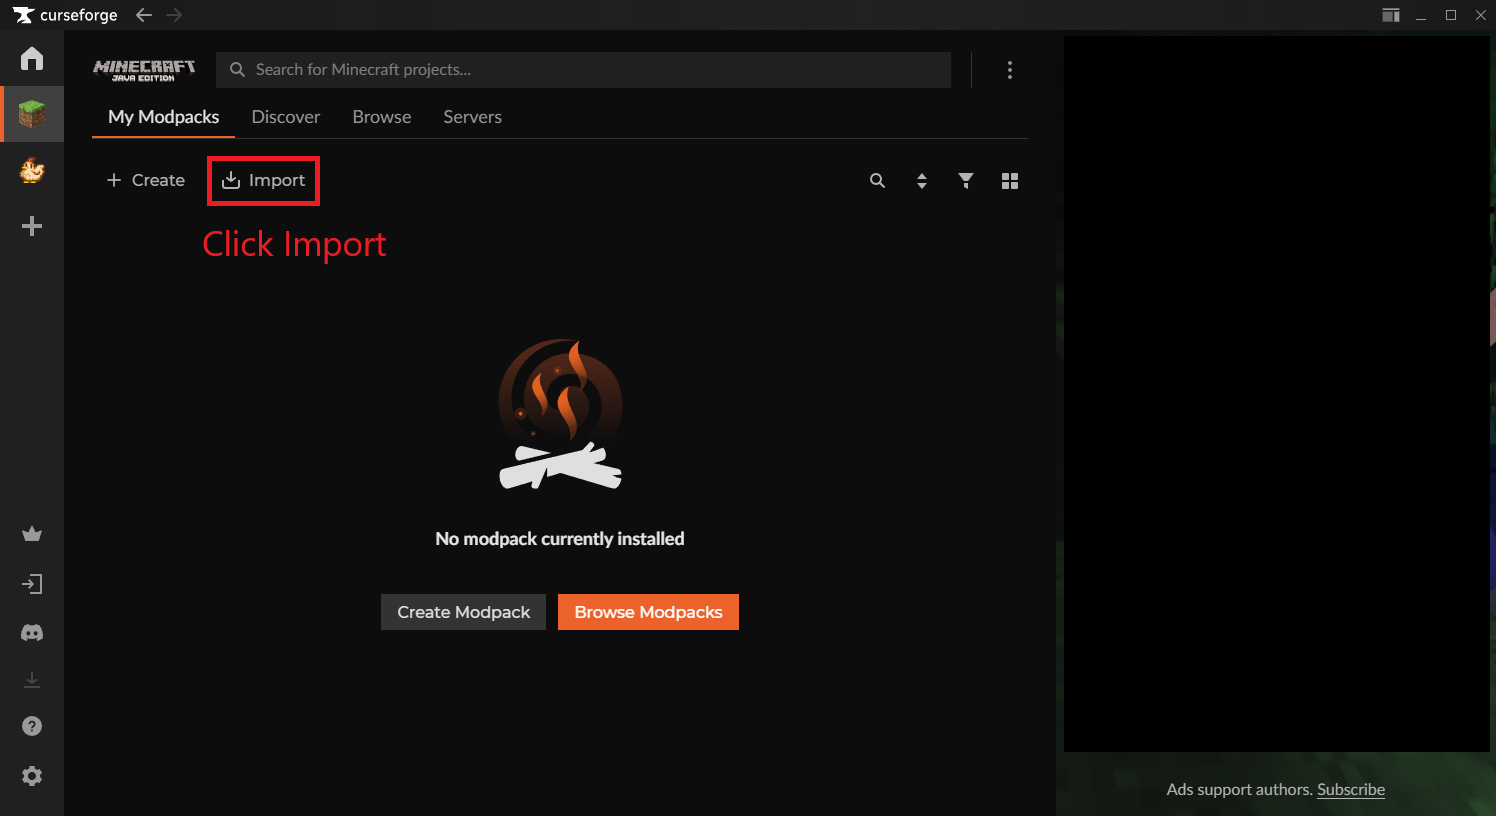 curseforge
MINECRAFT
JAVA EDITION
Search for Minecraft projects...
My Modpacks Discover Browse Servers
Create Import
Click Import
No modpack currently installed
Create Modpack Browse Modpacks
Ads support authors. Subscribe